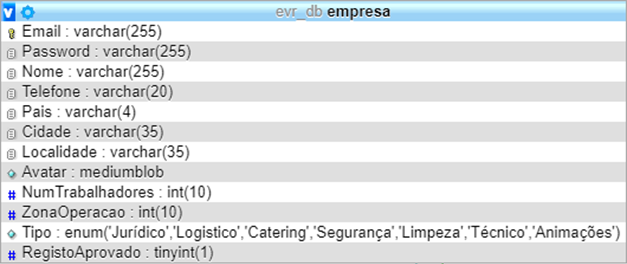 evr_db empresa
Email : varchar(255)
Password : varchar(255)
Nome : varchar(255)
Telefone : varchar(20)
Pais : varchar(4)
Cidade : varchar(35)
Localidade : varchar(35)
Avatar : mediumblob
NumTrabalhadores : int(10)
ZonaOperacao : int(10)
Tipo : enum('Jurídico','Logistico','Catering','Segurança','Limpeza','Técnico','Animações')
RegistoAprovado : tinyint(1)